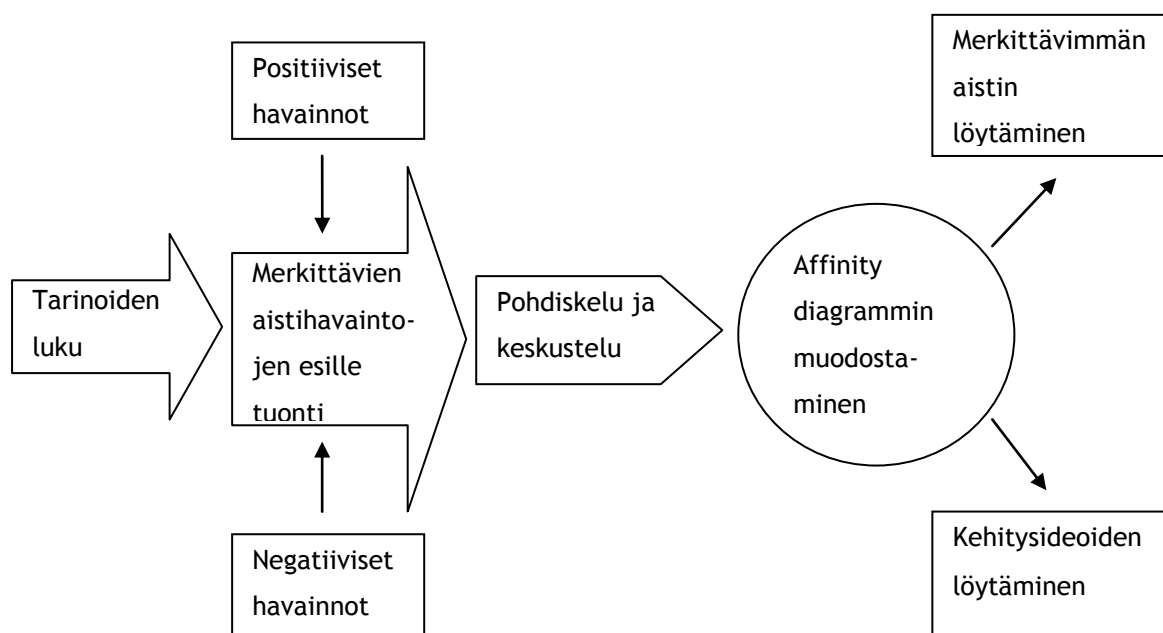 Positiiviset
havainnot
Merkittävimmän
aistin
löytäminen
Tarinoiden
luku
Merkittävien
aistihavainto-
jen esille
tuonti
Pohdiskelu ja
keskustelu
Affinity
diagrammin
muodosta-
minen
Negatiiviset
havainnot
Kehitysideoiden
löytäminen